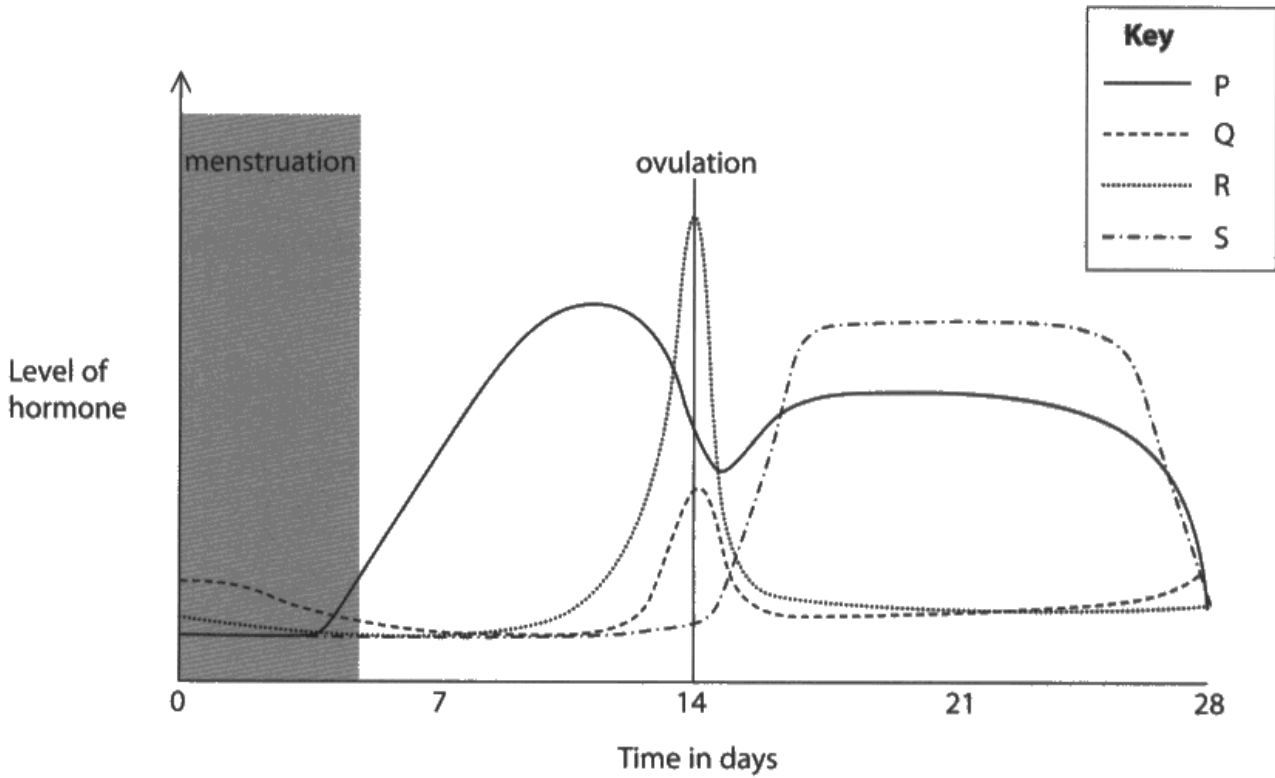 Key
P
Q
R
S
menstruation
ovulation
Level of
hormone
0
7
14
21
28
Time in days